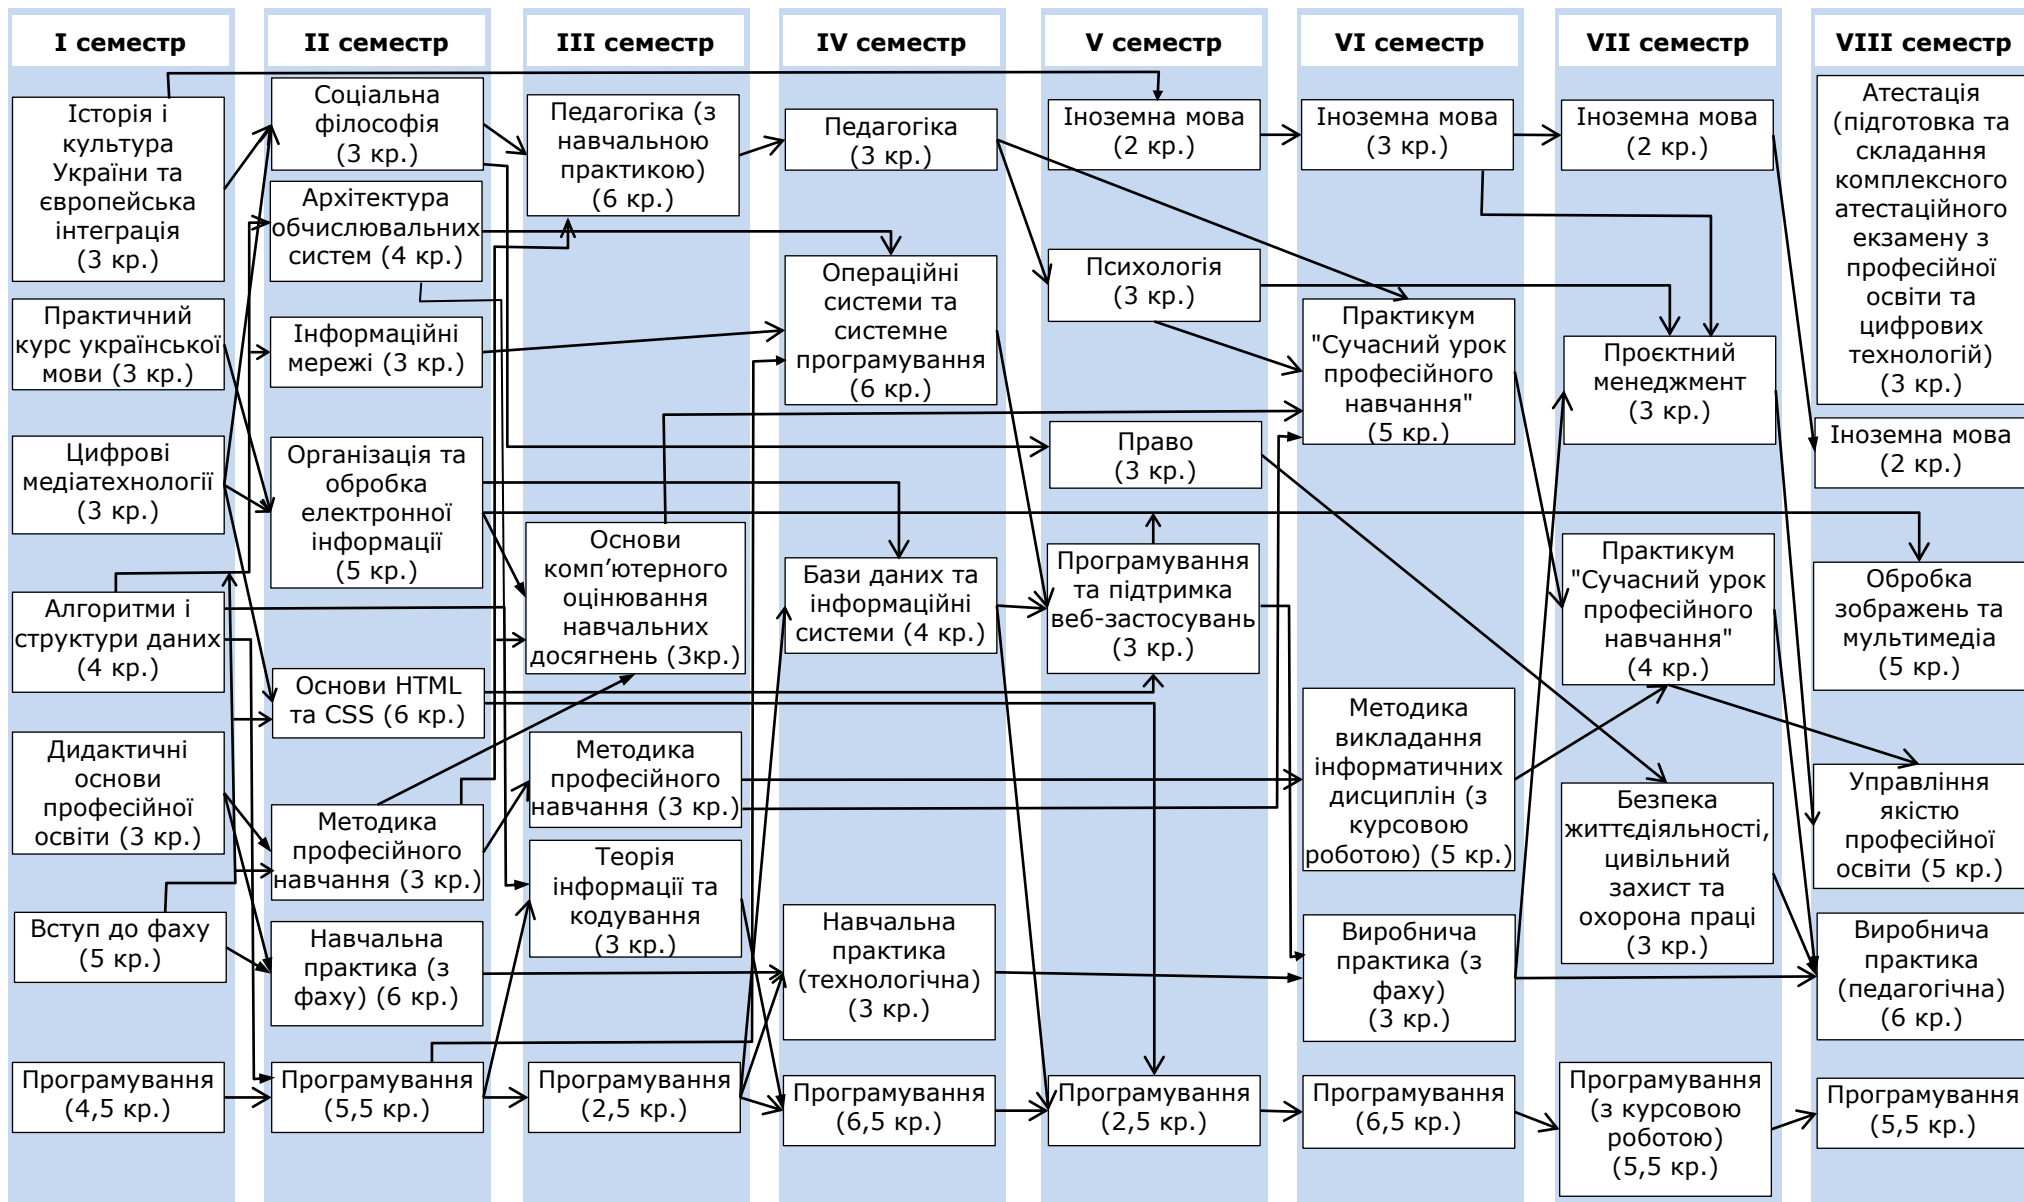 I семестр
Історія і
культура
України та
європейська
інтеграція
(3 кр.)
Практичний
курс української
мови (3 кр.)
Цифрові
медіатехнології
(3 кр.)
Алгоритми і
структури даних
(4 кр.)
Дидактичні
основи
професійної
освіти (3 кр.)
Вступ до фаху
(5 кр.)
Програмування
(4,5 кр.)
II семестр
Соціальна
філософія
(3 кр.)
Архітектура
обчислювальних
систем (4 кр.)
Інформаційні
мережі (3 кр.)
Організація та
обробка
електронної
інформації
(5 кр.)
Основи HTML
та CSS (6 кр.)
Методика
професійного
навчання (3 кр.)
Навчальна
практика (з
фаху) (6 кр.)
Програмування
(5,5 кр.)
III семестр
Педагогіка (з
навчальною
практикою)
(6 кр.)
Основи
комп’ютерного
оцінювання
навчальних
досягнень (3кр.)
Методика
професійного
навчання (3 кр.)
Теорія
інформації та
кодування
(3 кр.)
Програмування
(2,5 кр.)
IV семестр
Педагогіка
(3 кр.)
Операційні
системи та
системне
програмування
(6 кр.)
Бази даних та
інформаційні
системи (4 кр.)
Навчальна
практика
(технологічна)
(3 кр.)
Програмування
(6,5 кр.)
V семестр
Іноземна мова
(2 кр.)
Психологія
(3 кр.)
Право
(3 кр.)
Програмування
та підтримка
веб-застосувань
(3 кр.)
Програмування
(2,5 кр.)
VI семестр
Іноземна мова
(3 кр.)
Практикум
"Сучасний урок
професійного
навчання"
(5 кр.)
Методика
викладання
інформатичних
дисциплін (з
курсовою
роботою) (5 кр.)
Виробнича
практика (з
фаху)
(3 кр.)
Програмування
(6,5 кр.)
VII семестр
Іноземна мова
(2 кр.)
Проєктний
менеджмент
(3 кр.)
Практикум
"Сучасний урок
професійного
навчання"
(4 кр.)
Безпека
життєдіяльності,
цивільний
захист та
охорона праці
(3 кр.)
Програмування
(з курсовою
роботою)
(5,5 кр.)
VIII семестр
Атестація
(підготовка та
складання
комплексного
атестаційного
екзамену з
професійної
освіти та
цифрових
технологій)
(3 кр.)
Іноземна мова
(2 кр.)
Обробка
зображень та
мультимедіа
(5 кр.)
Управління
якістю
професійної
освіти (5 кр.)
Виробнича
практика
(педагогічна)
(6 кр.)
Програмування
(5,5 кр.)